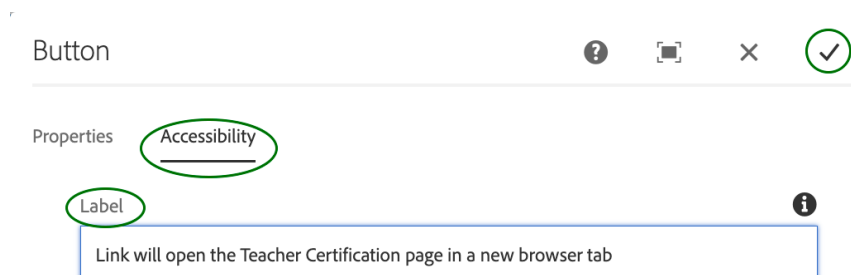 Button
Properties Accessibility
Label
Link will open the Teacher Certification page in a new browser tab